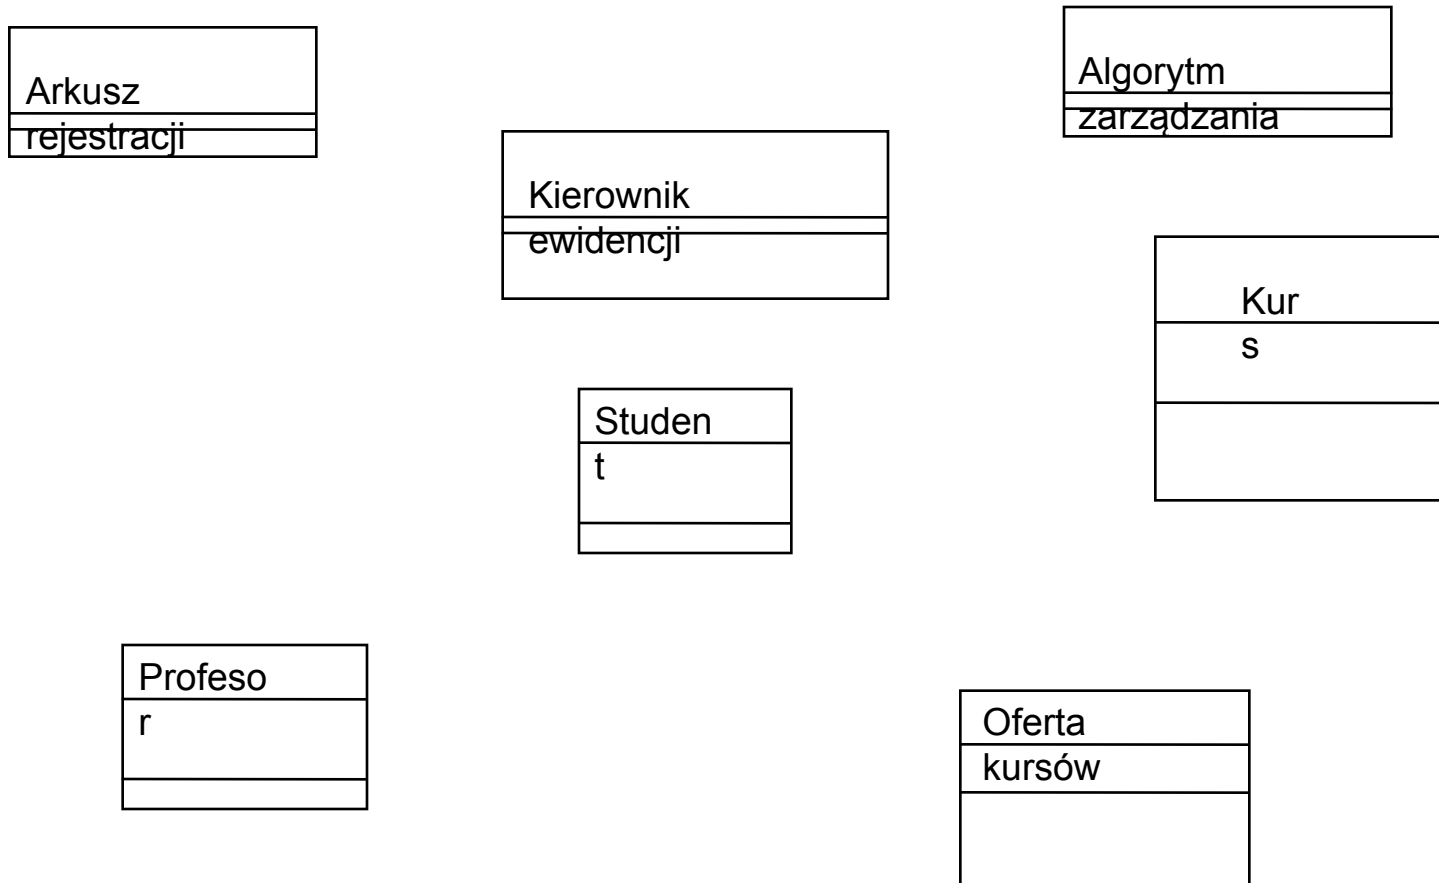 Arkusz
rejestracji
Algorytm
zarządzania
Kierownik
ewidencji
Kur
s
Studen
t
Profeso
r
Oferta
kursów